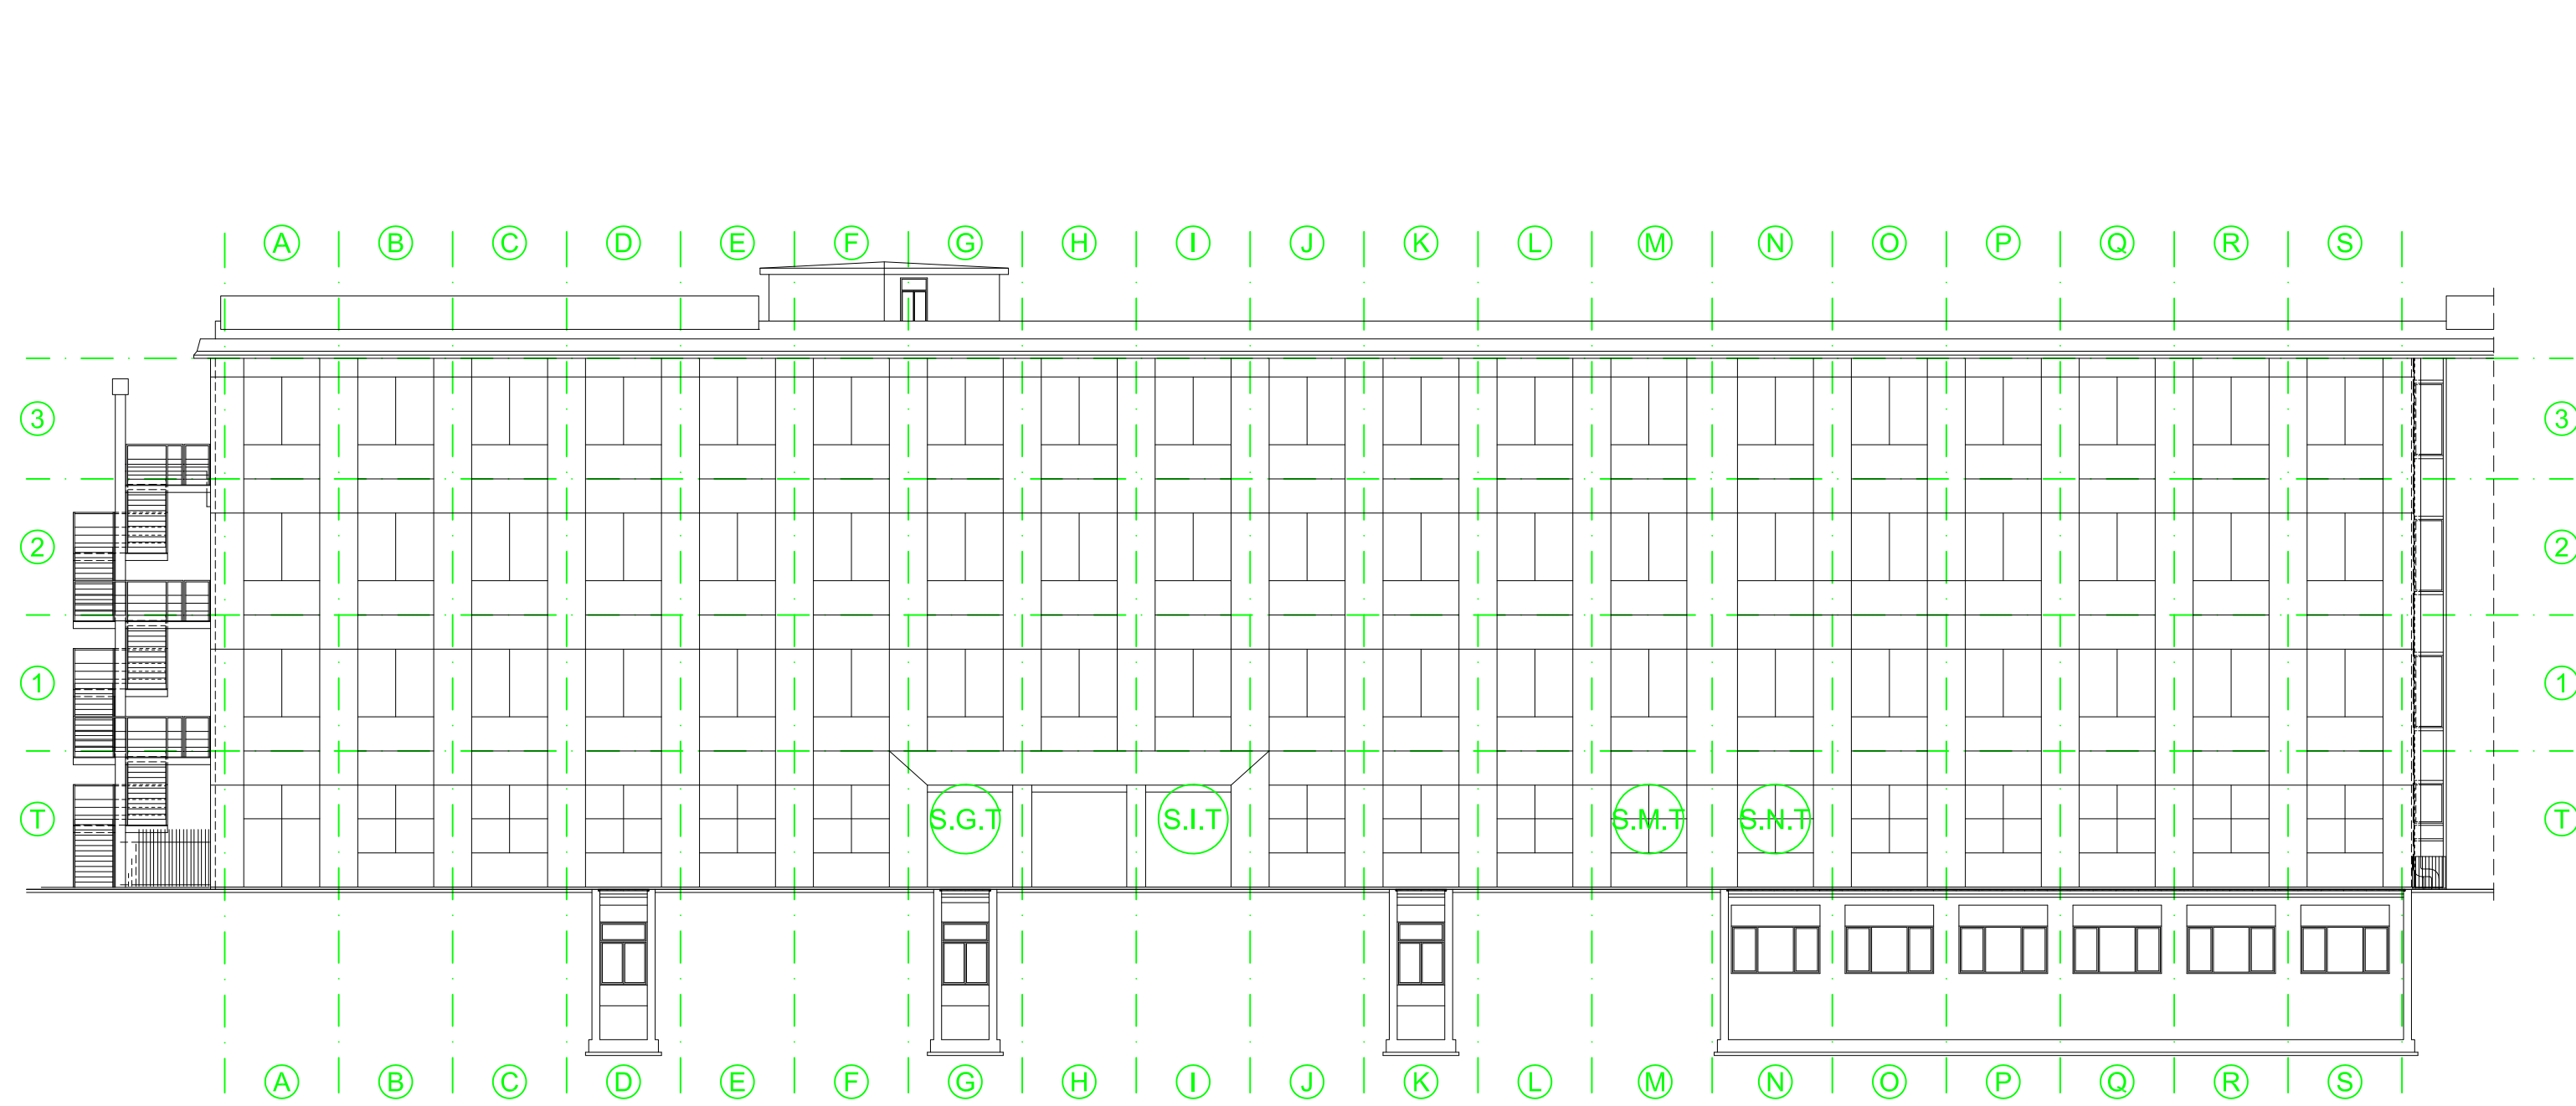 A B C D E F G H I J K L M N O P Q R S
3 3
2 2
1 1
T S.G.T S.I.T S.M.T S.N.T T
A B C D E F G H I J K L M N O P Q R S